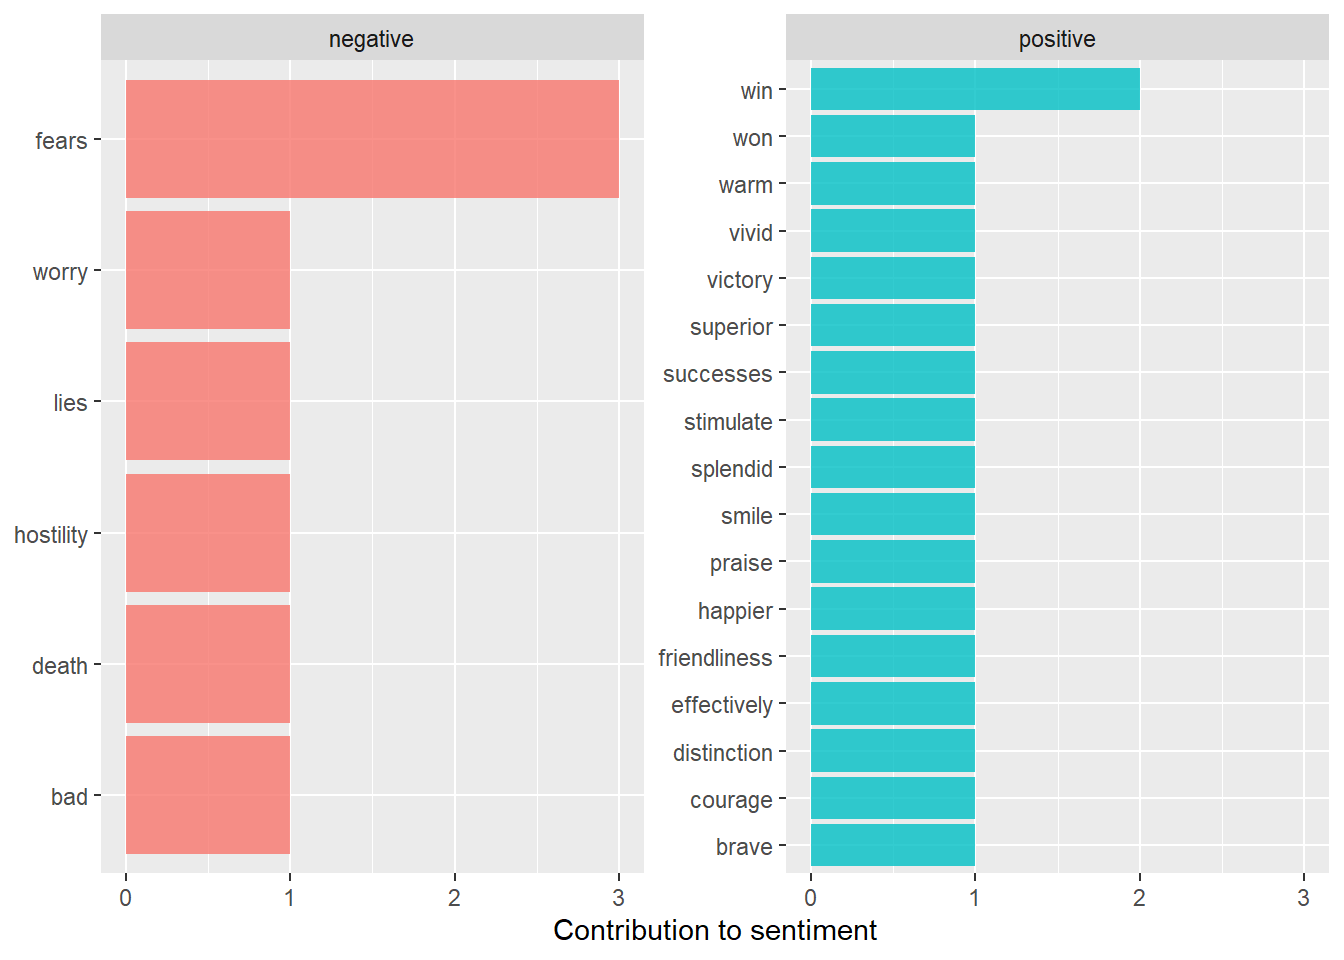 negative
fears
worry
lies
hostility
death
bad
0 1 2 3
positive
win
won
warm
vivid
victory
superior
successes
stimulate
splendid
smile
praise
happier
friendliness
effectively
distinction
courage
brave
0 1 2 3
Contribution to sentiment